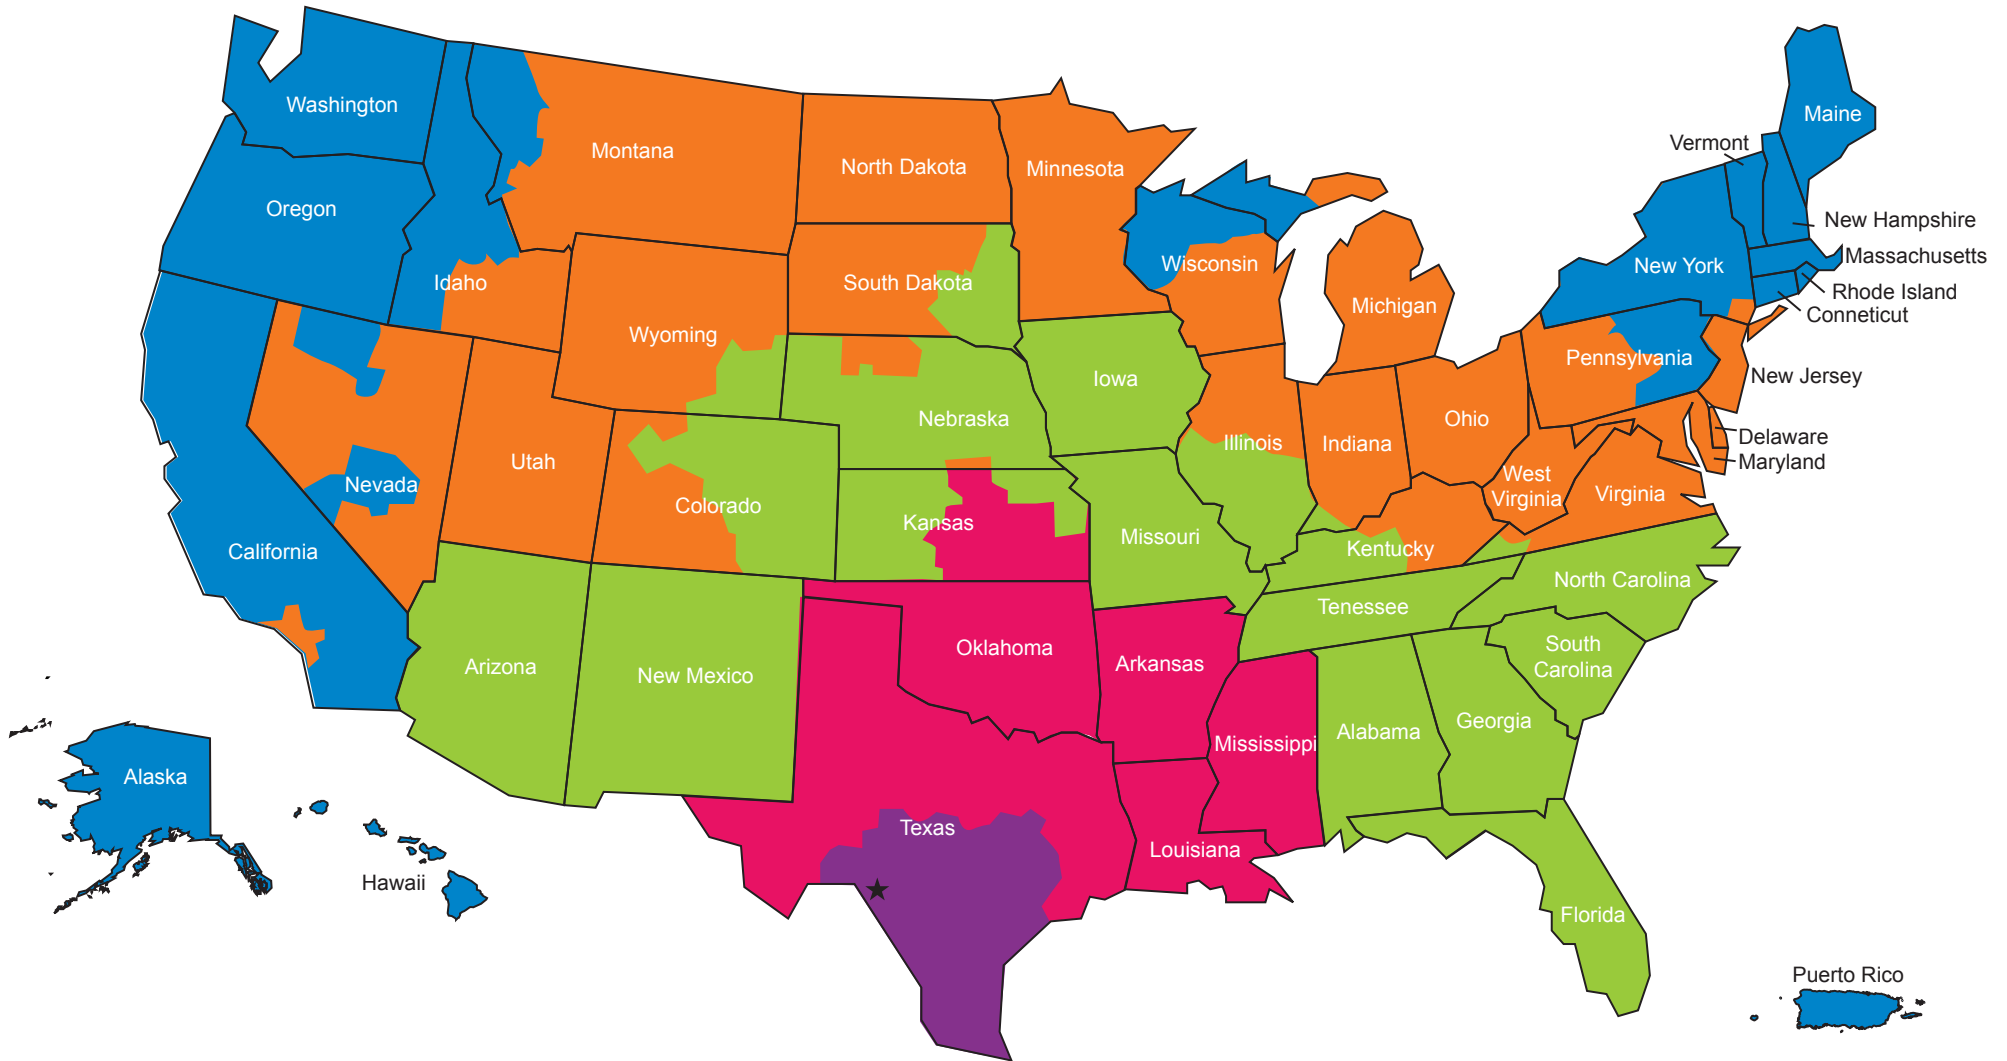 Washington
Montana
North Dakota
Minnesota
Maine
Vermont
Oregon
New Hampshire
Massachusetts
Idaho
South Dakota
Wisconsin
New York
Rhode Island
Conneticut
Michigan
Wyoming
Pennsylvania
New Jersey
Iowa
Nebraska
Ohio
Illinois
Indiana
Delaware
Maryland
Utah
Nevada
Colorado
Kansas
Missouri
West
Virginia
Virginia
California
Kentucky
North Carolina
Tenessee
Arizona
New Mexico
Oklahoma
Arkansas
South
Carolina
Georgia
Alabama
Mississippi
Alaska
Texas
Louisiana
Hawaii
Florida
Puerto Rico